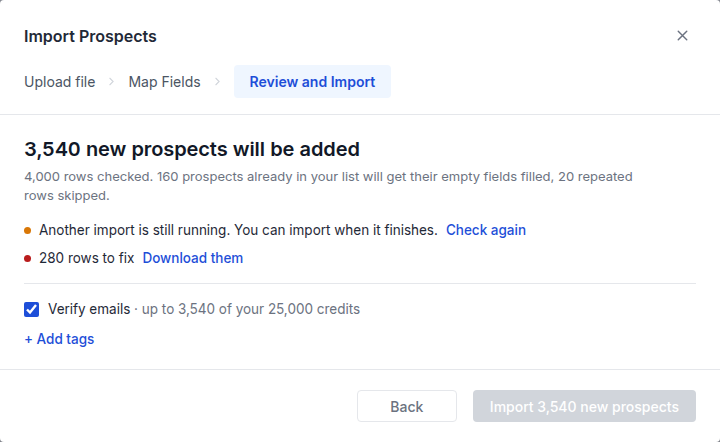 Import Prospects
Upload file
Map Fields
Review and Import
3,540 new prospects will be added
4,000 rows checked. 160 prospects already in your list will get their empty fields filled, 20 repeated
rows skipped.
Another import is still running. You can import when it finishes. Check again
280 rows to fix Download them
Verify emails · up to 3,540 of your 25,000 credits
+ Add tags
Back
Import 3,540 new prospects